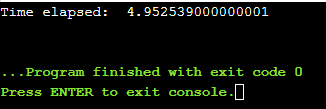 Time elapsed:  4.952539000000001
...Program finished with exit code 0
Press ENTER to exit console.